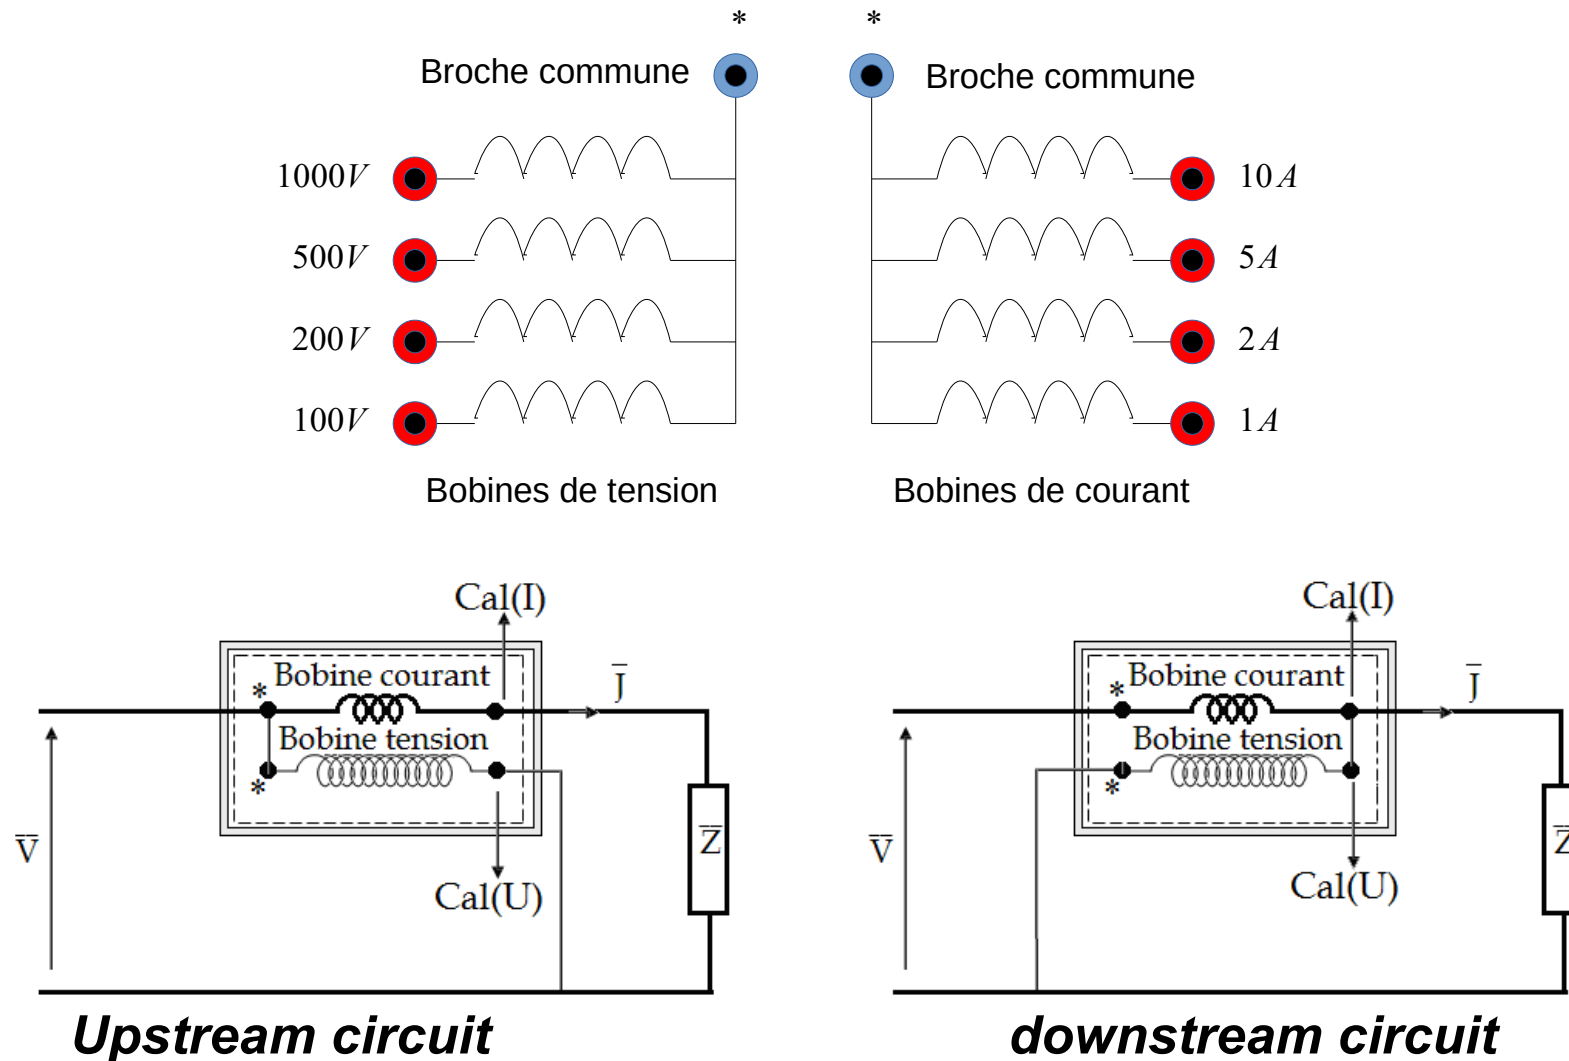 * *
Broche commune Broche commune
1000V 10A
500V 5A
200V 2A
100V 1A
Bobines de tension Bobines de courant
Cal(I)
Bobine courant
*
J̅
Bobine tension
*
V̅
Z̅
Cal(U)
Upstream circuit
Cal(I)
Bobine courant
*
J̅
Bobine tension
*
V̅
Z̅
Cal(U)
downstream circuit